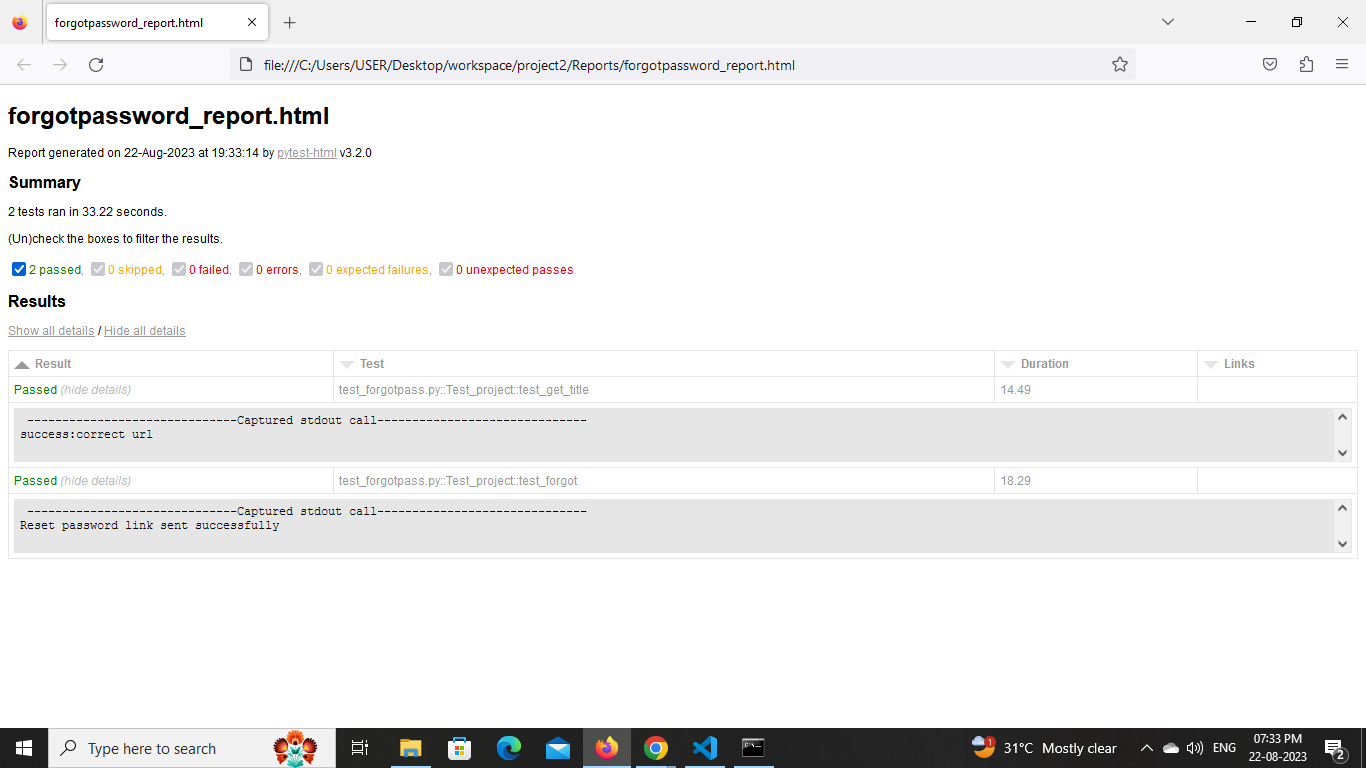 forgotpassword_report.html
file:///C:/Users/USER/Desktop/workspace/project2/Reports/forgotpassword_report.html
forgotpassword_report.html
Report generated on 22-Aug-2023 at 19:33:14 by pytest-html v3.2.0
Summary
2 tests ran in 33.22 seconds.
(Un)check the boxes to filter the results.
2 passed, 0 skipped, 0 failed, 0 errors, 0 expected failures, 0 unexpected passes
Results
Show all details / Hide all details
Result Test Duration Links
Passed (hide details) test_forgotpass.py::Test_project::test_get_title 14.49
------------------------------Captured stdout call------------------------------
success:correct url
Passed (hide details) test_forgotpass.py::Test_project::test_forgot 18.29
------------------------------Captured stdout call------------------------------
Reset password link sent successfully
Type here to search 1 31°C Mostly clear ENG 07:33 PM
22-08-2023 2